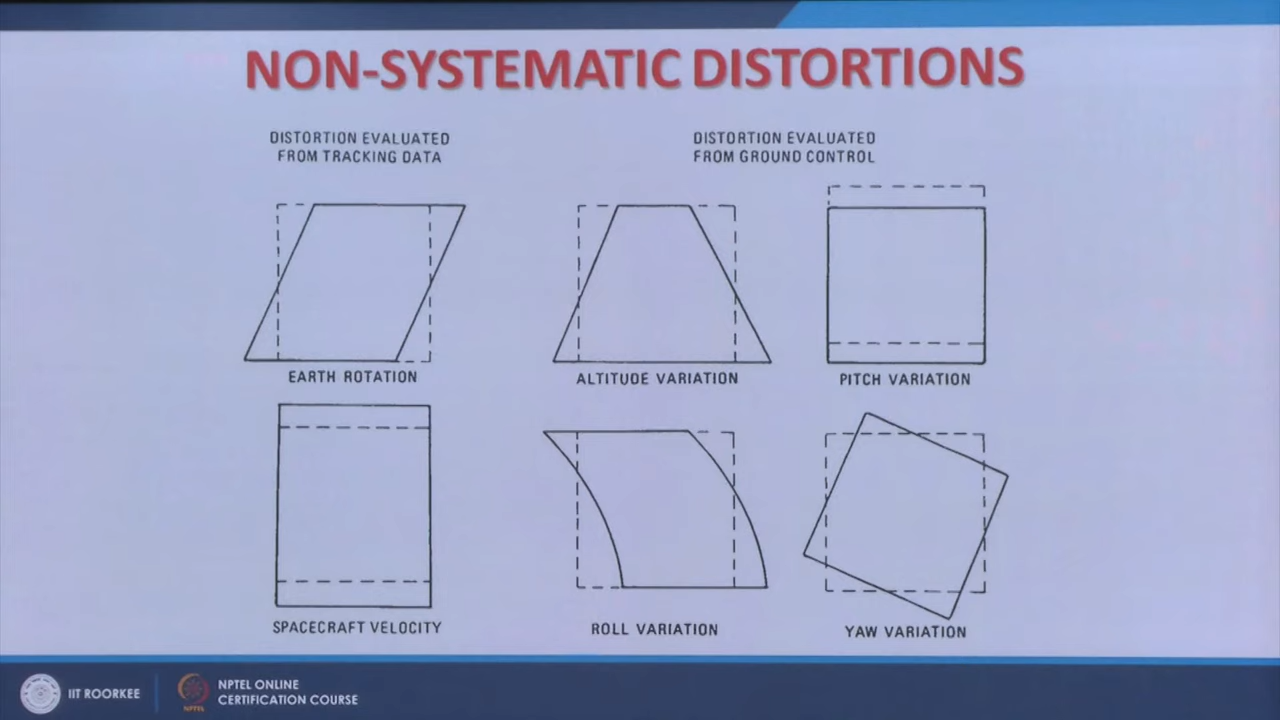 NON-SYSTEMATIC DISTORTIONS
DISTORTION EVALUATED
FROM TRACKING DATA
DISTORTION EVALUATED
FROM GROUND CONTROL
EARTH ROTATION
ALTITUDE VARIATION
PITCH VARIATION
SPACECRAFT VELOCITY
ROLL VARIATION
YAW VARIATION
IIT ROORKEE
NPTEL
NPTEL ONLINE
CERTIFICATION COURSE